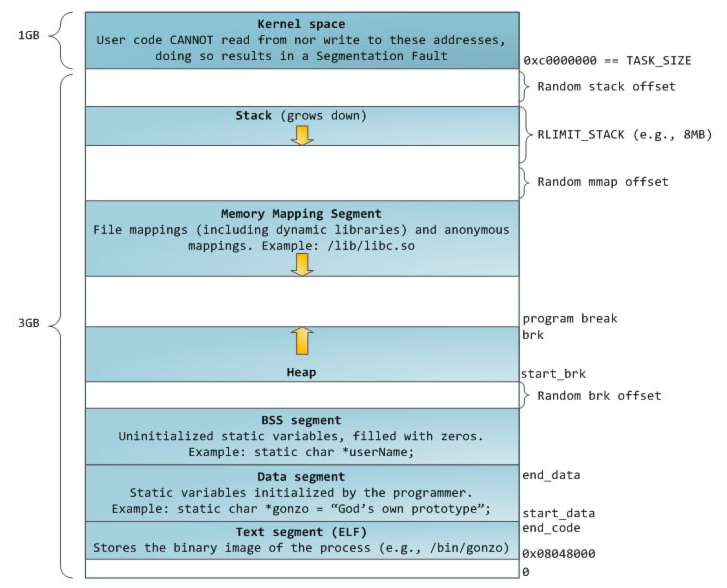 Kernel space
1GB
User code CANNOT read from nor write to these addresses,
doing so results in a Segmentation Fault
0xc0000000 == TASK_SIZE
Random stack offset
Stack (grows down)
RLIMIT_STACK (e.g., 8MB)
Random mmap offset
Memory Mapping Segment
File mappings (including dynamic libraries) and anonymous
mappings. Example: /lib/libc.so
3GB
program break
brk
Heap
start_brk
Random brk offset
BSS segment
Uninitialized static variables, filled with zeros.
Example: static char *userName;
Data segment
end_data
Static variables initialized by the programmer.
Example: static char *gonzo = “God’s own prototype”;
start_data
end_code
Text segment (ELF)
Stores the binary image of the process (e.g., /bin/gonzo)
0x08048000
0